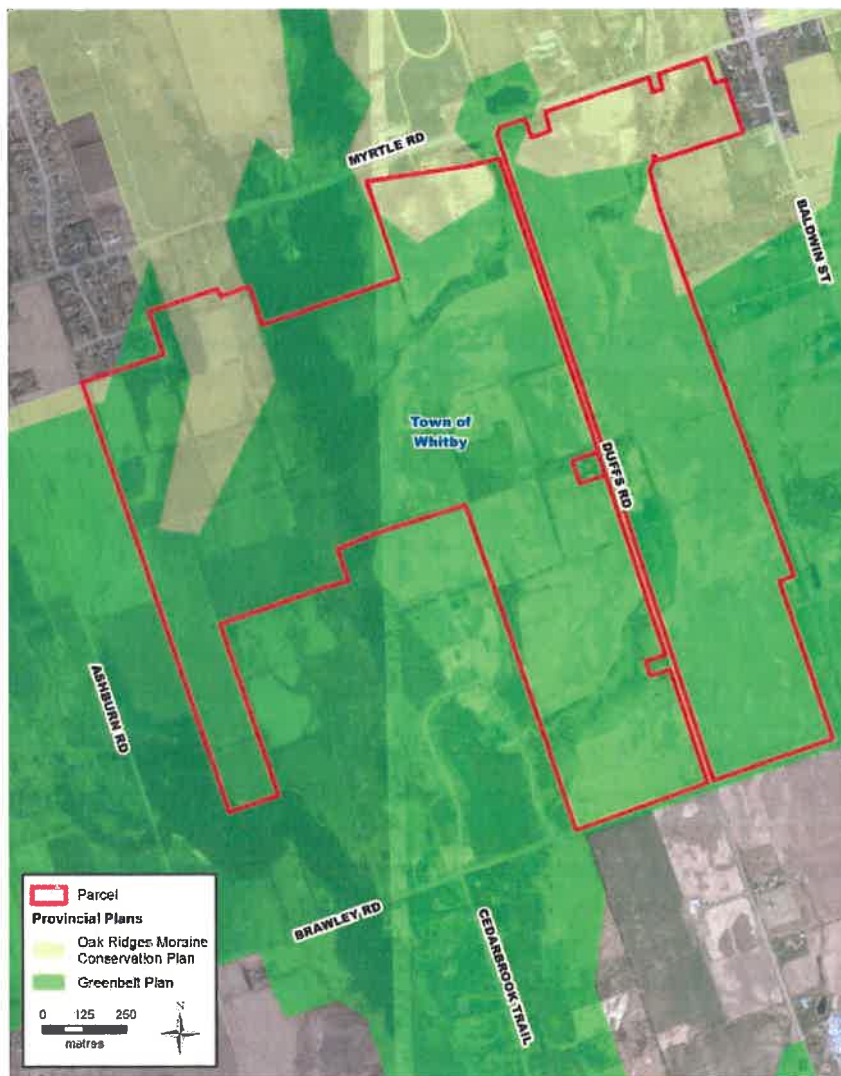 MYRTLE RD
BALDWIN ST
Town of
Whitby
DUFFS RD
ASHBURN RD
BRAWLEY RD
CEDARBROOK TRAIL
Parcel
Provincial Plans
Oak Ridges Moraine
Conservation Plan
Greenbelt Plan
N
0 125 250
metres